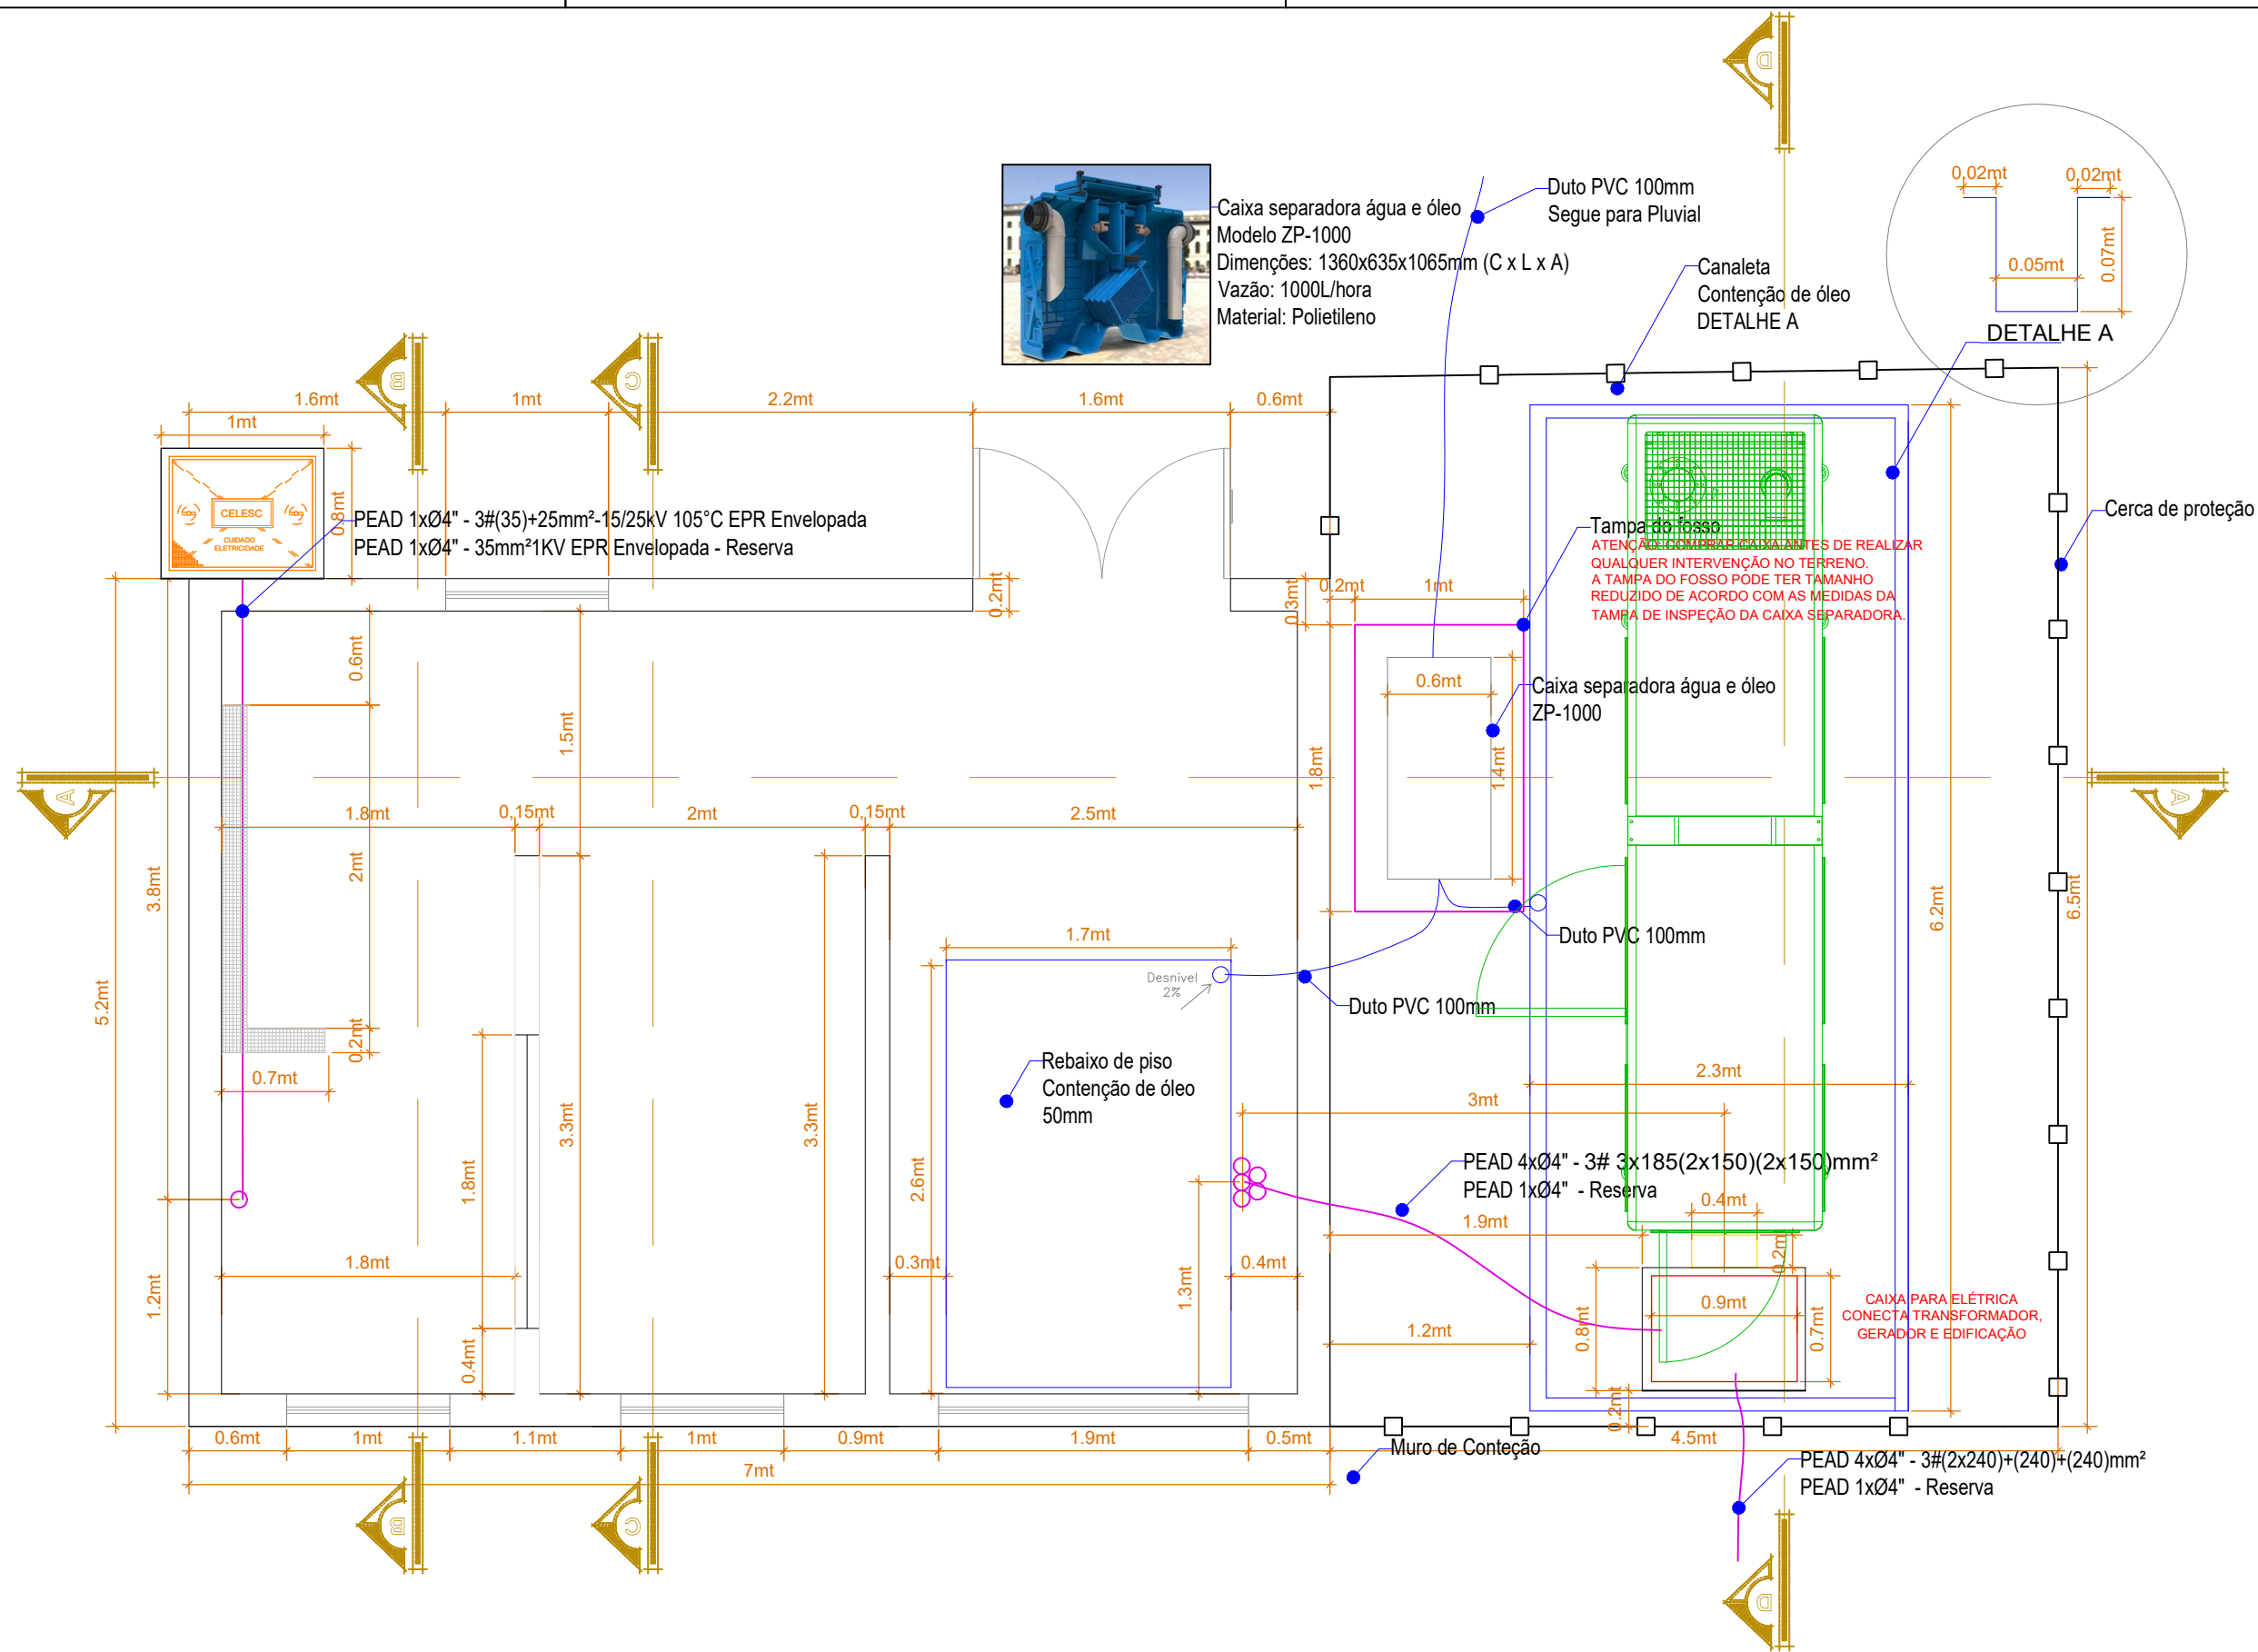 D
Caixa separadora água e óleo
Modelo ZP-1000
Dimenções: 1360x635x1065mm (C x L x A)
Vazão: 1000L/hora
Material: Polietileno
Duto PVC 100mm
Segue para Pluvial
Canaleta
Contenção de óleo
DETALHE A
0,02mt
0,02mt
0.05mt
0.07mt
DETALHE A
B
C
1.6mt
1mt
2.2mt
1.6mt
0.6mt
1mt
0.8mt
CELESC
CUIDADO
ELETRICIDADE
PEAD 1xØ4" - 3#(35)+25mm²-15/25kV 105°C EPR Envelopada
PEAD 1xØ4" - 35mm²1KV EPR Envelopada - Reserva
Cerca de proteção
Tampa do fosso
ATENÇÃO: COMPRAR CAIXA ANTES DE REALIZAR
QUALQUER INTERVENÇÃO NO TERRENO.
A TAMPA DO FOSSO PODE TER TAMANHO
REDUZIDO DE ACORDO COM AS MEDIDAS DA
TAMPA DE INSPEÇÃO DA CAIXA SEPARADORA.
0.2mt
0.3mt
0.2mt
1mt
0.6mt
1.5mt
0.6mt
Caixa separadora água e óleo
ZP-1000
1.8mt
1.4mt
A
A
1.8mt
0,15mt
2mt
0,15mt
2.5mt
3.8mt
2mt
5.2mt
6.2mt
6.5mt
1.7mt
Duto PVC 100mm
Desnivel
2%
Duto PVC 100mm
0.2mt
0.7mt
Rebaixo de piso
Contenção de óleo
50mm
2.3mt
3mt
3.3mt
3.3mt
1.8mt
2.6mt
PEAD 4xØ4" - 3# 3x185(2x150)(2x150)mm²
PEAD 1xØ4"  - Reserva
0.4mt
1.9mt
0.2mt
1.8mt
0.3mt
0.4mt
1.2mt
1.3mt
0.9mt
0.8mt
0.7mt
CAIXA PARA ELÉTRICA
CONECTA TRANSFORMADOR,
GERADOR E EDIFICAÇÃO
1.2mt
0.4mt
0.2mt
0.6mt
1mt
1.1mt
1mt
0.9mt
1.9mt
0.5mt
4.5mt
Muro de Conteção
7mt
PEAD 4xØ4" - 3#(2x240)+(240)+(240)mm²
PEAD 1xØ4"  - Reserva
B
C
D